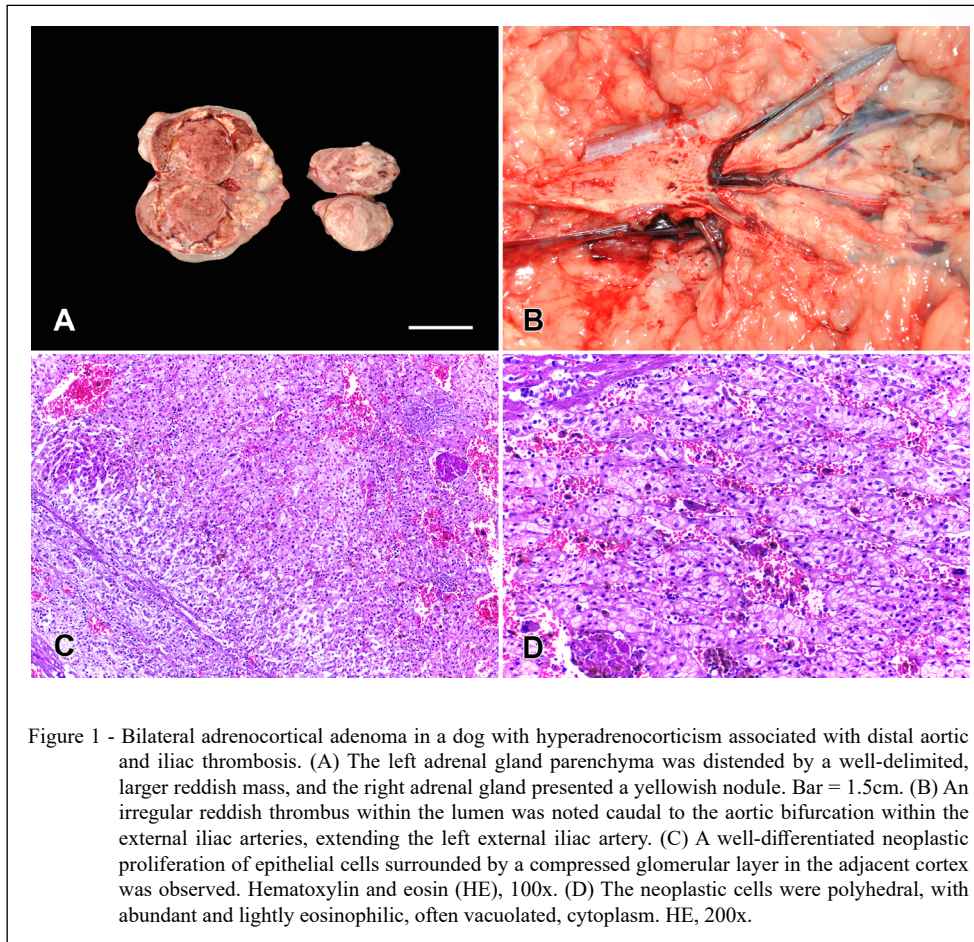 A
B
C
D
Figure 1 - Bilateral adrenocortical adenoma in a dog with hyperadrenocorticism associated with distal aortic
and iliac thrombosis. (A) The left adrenal gland parenchyma was distended by a well-delimited,
larger reddish mass, and the right adrenal gland presented a yellowish nodule. Bar = 1.5cm. (B) An
irregular reddish thrombus within the lumen was noted caudal to the aortic bifurcation within the
external iliac arteries, extending the left external iliac artery. (C) A well-differentiated neoplastic
proliferation of epithelial cells surrounded by a compressed glomerular layer in the adjacent cortex
was observed. Hematoxylin and eosin (HE), 100x. (D) The neoplastic cells were polyhedral, with
abundant and lightly eosinophilic, often vacuolated, cytoplasm. HE, 200x.